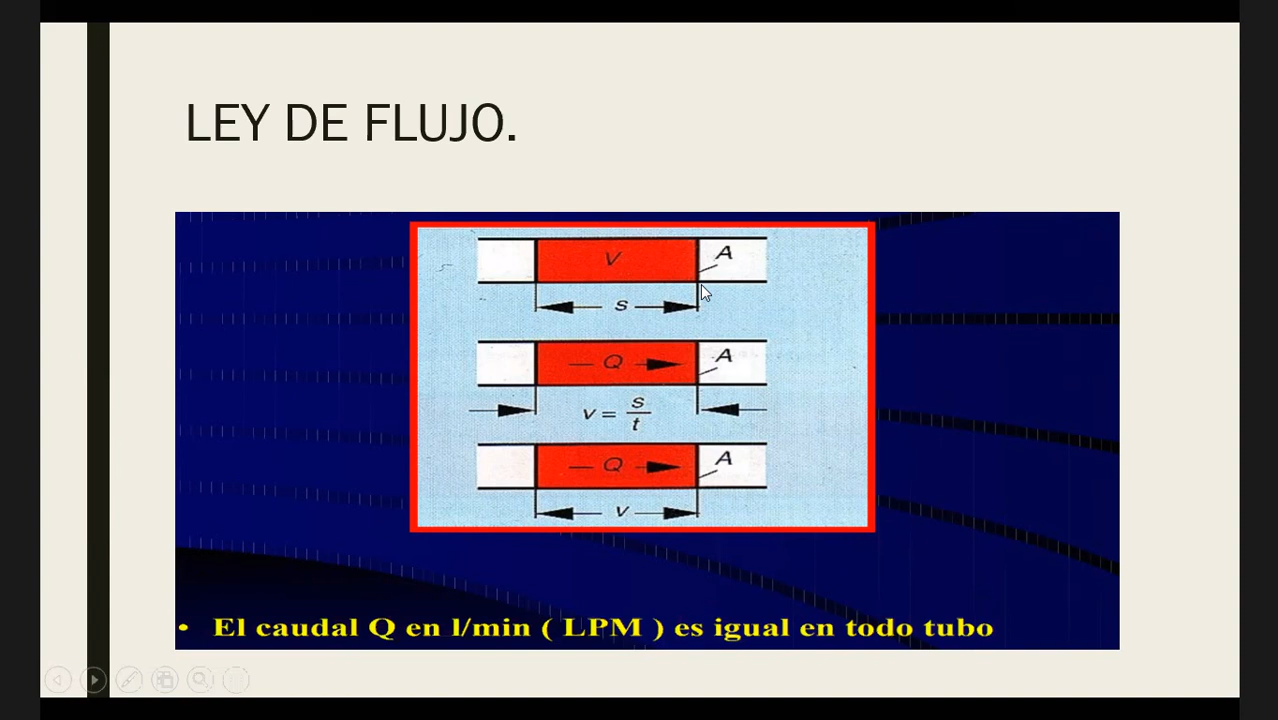 LEY DE FLUJO.
V
A
s
Q
A
v = s/t
Q
A
v
• El caudal Q en l/min ( LPM ) es igual en todo tubo